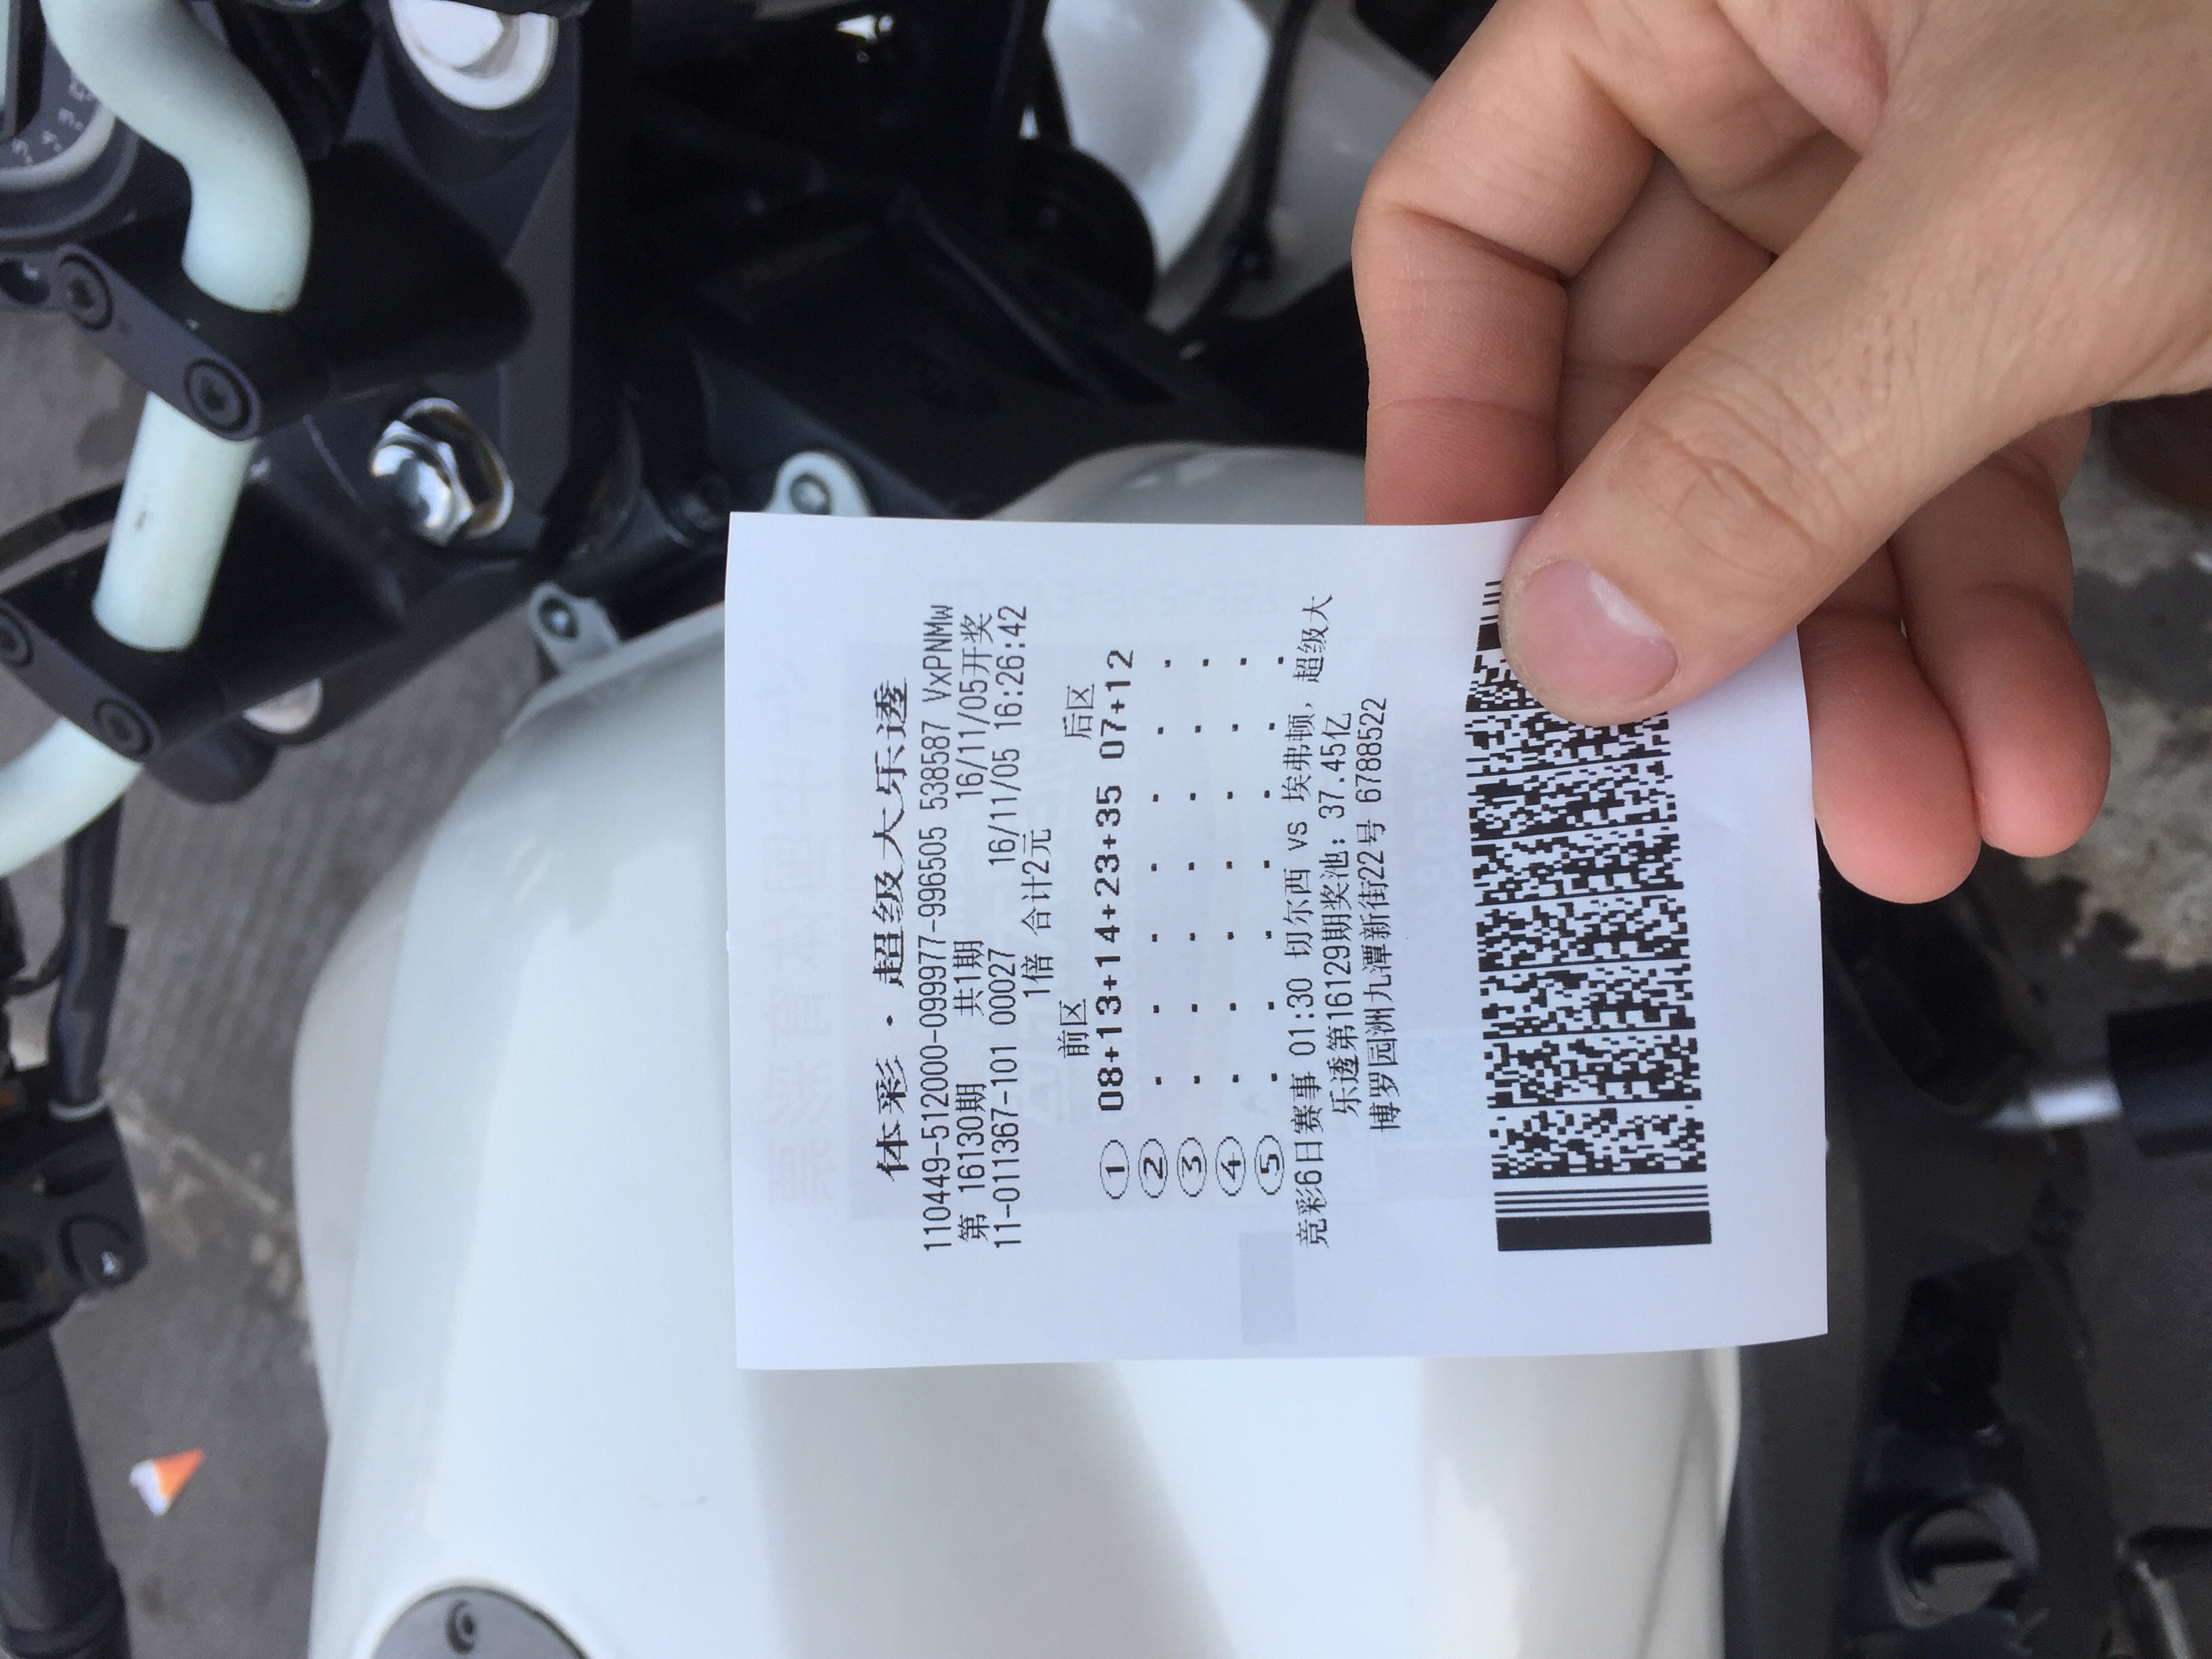 体彩·超级大乐透
110449-512000-099977-996505 538587 VxPNMw
第 16130期 共1期 16/11/05开奖
11-011367-101 00027 16/11/05 16:26:42
1倍 合计2元
前区 后区
① 08+13+14+23+35 07+12
②
③
④
⑤
竞彩6日赛事 01:30 切尔西 vs 埃弗顿，超级大
乐透第16129期奖池：37.45亿
博罗园洲九潭新街22号 6788522